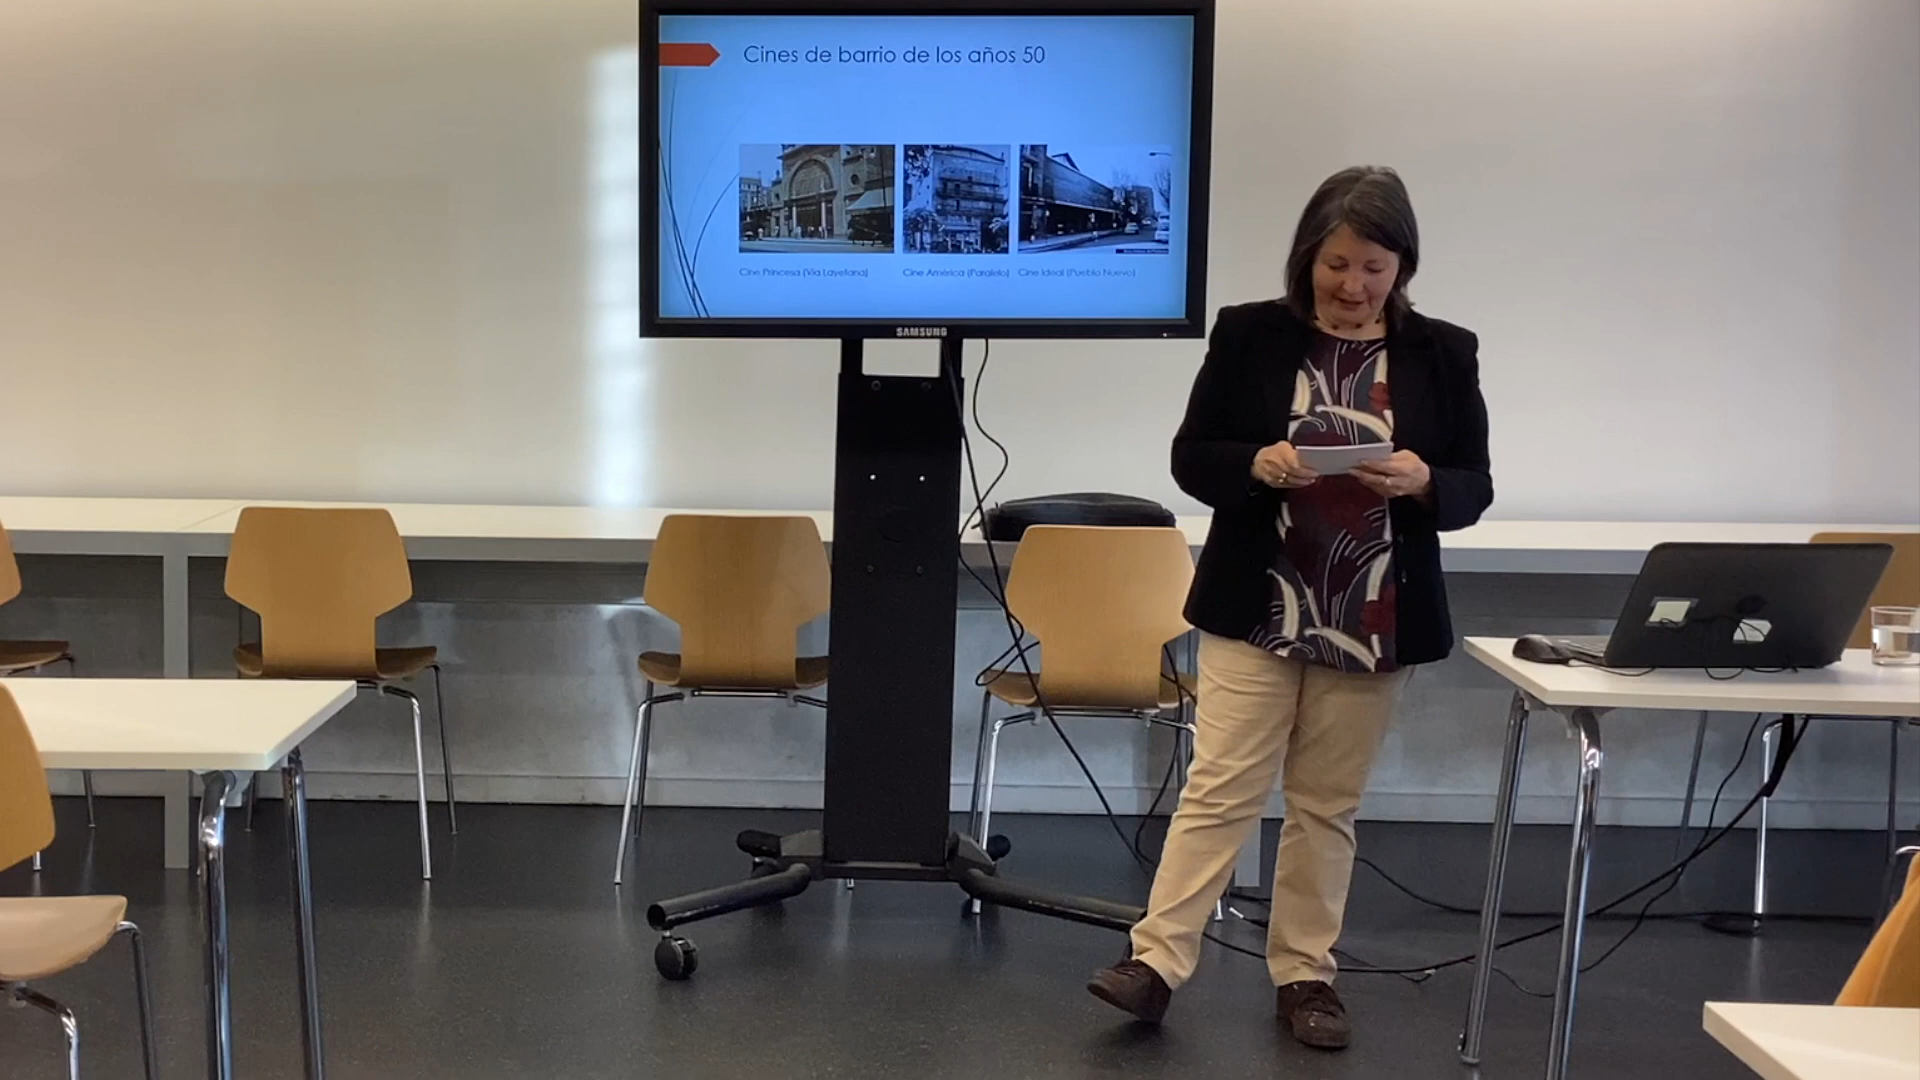 Cines de barrio de los años 50
Cine Princesa (Vía Layetana) Cine América (Paralelo) Cine Ideal (Pueblo Nuevo)
SAMSUNG